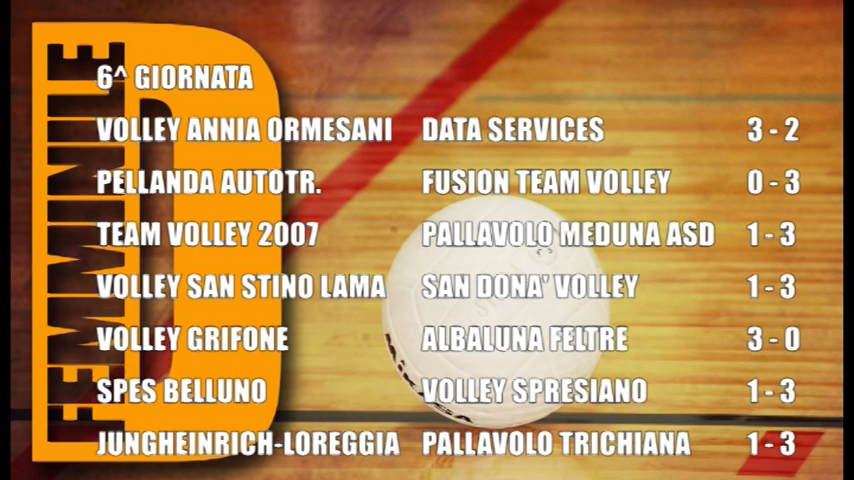 D
FEMMINILE
6^ GIORNATA
VOLLEY ANNIA ORMESANI DATA SERVICES 3 - 2
PELLANDA AUTOTR. FUSION TEAM VOLLEY 0 - 3
TEAM VOLLEY 2007 PALLAVOLO MEDUNA ASD 1 - 3
VOLLEY SAN STINO LAMA SAN DONA' VOLLEY 1 - 3
VOLLEY GRIFONE ALBALUNA FELTRE 3 - 0
SPES BELLUNO VOLLEY SPRESIANO 1 - 3
JUNGHEINRICH-LOREGGIA PALLAVOLO TRICHIANA 1 - 3